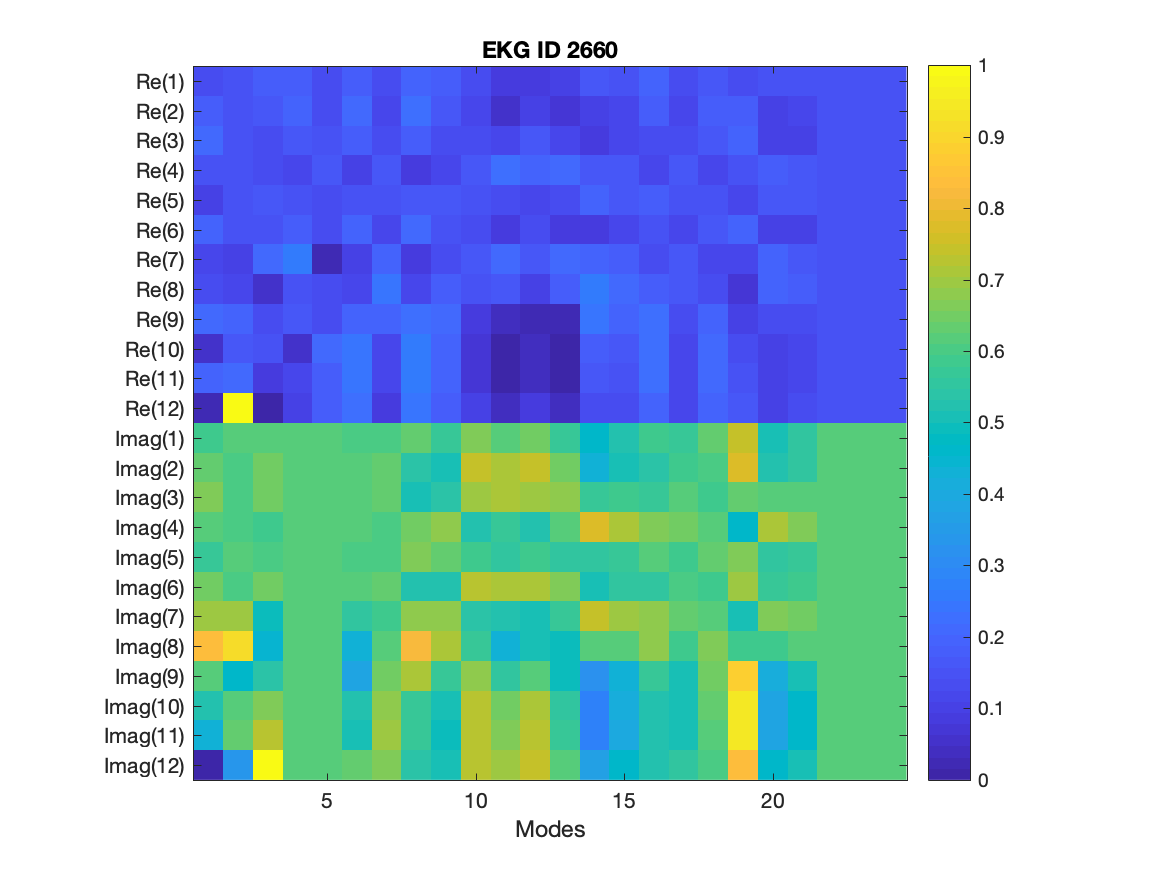 EKG ID 2660
Re(1)
Re(2)
Re(3)
Re(4)
Re(5)
Re(6)
Re(7)
Re(8)
Re(9)
Re(10)
Re(11)
Re(12)
Imag(1)
Imag(2)
Imag(3)
Imag(4)
Imag(5)
Imag(6)
Imag(7)
Imag(8)
Imag(9)
Imag(10)
Imag(11)
Imag(12)
5 10 15 20
Modes
1
0.9
0.8
0.7
0.6
0.5
0.4
0.3
0.2
0.1
0